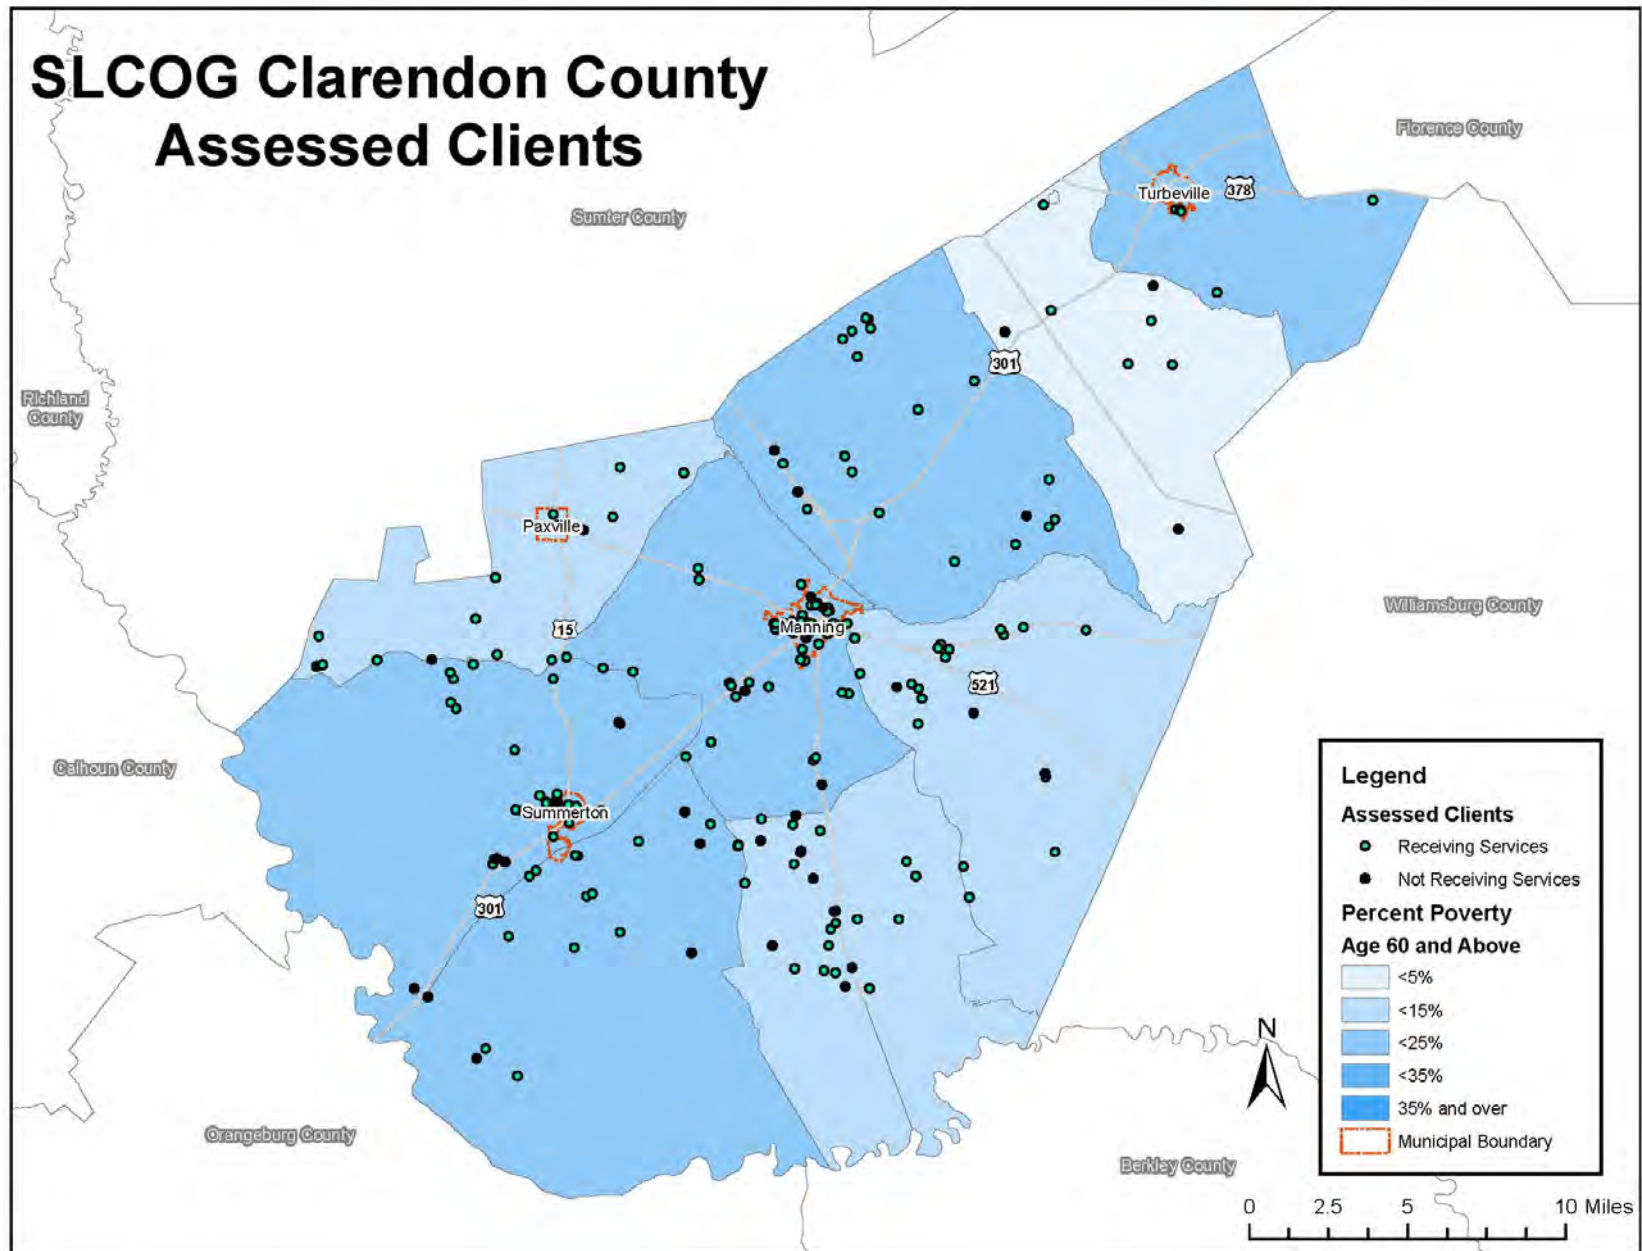 SLCOG Clarendon County
Assessed Clients
Florence County
Turbeville
378
Sumter County
301
Richland
County
Paxville
Williamsburg County
15
Manning
521
Calhoun County
Summerton
301
Orangeburg County
Berkley County
Legend
Assessed Clients
Receiving Services
Not Receiving Services
Percent Poverty
Age 60 and Above
<5%
<15%
<25%
<35%
35% and over
Municipal Boundary
N
0 2.5 5 10 Miles